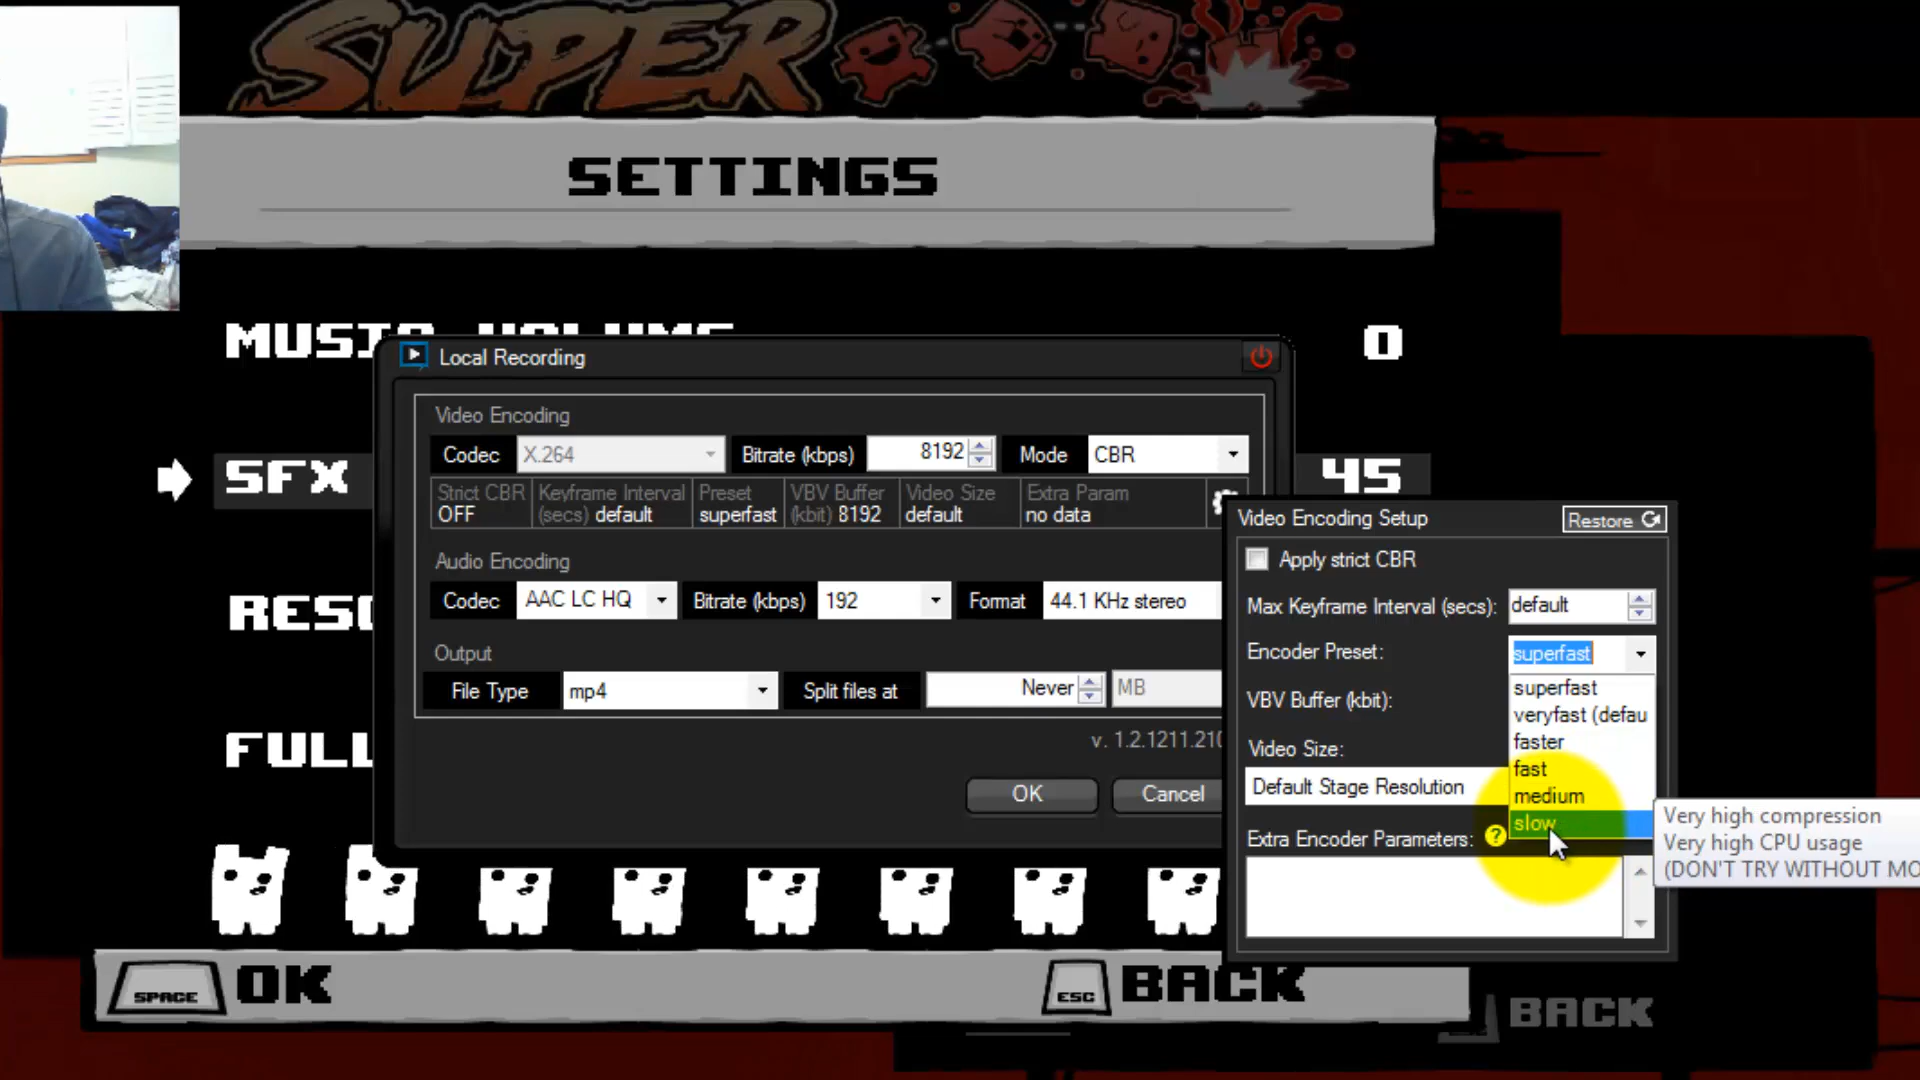 SUPER
SETTINGS
0
Local Recording
Video Encoding
Codec X.264 Bitrate (kbps) 8192 Mode CBR
SFX
45
Strict CBR Keyframe Interval Preset VBV Buffer Video Size Extra Param
OFF (secs) default superfast (kbit) 8192 default no data
Video Encoding Setup Restore
Apply strict CBR
Audio Encoding
Codec AAC LC HQ Bitrate (kbps) 192 Format 44.1 KHz stereo
Max Keyframe Interval (secs): default
Encoder Preset: superfast
Output
File Type mp4 Split files at Never MB
superfast
VBV Buffer (kbit):
veryfast (defau
faster
v. 1.2.1211.210
Video Size:
FULL
fast
Default Stage Resolution
OK Cancel
medium
slow
Extra Encoder Parameters: ?
Very high compression
Very high CPU usage
(DON'T TRY WITHOUT MO
SPACE OK
ESC BACK
BACK